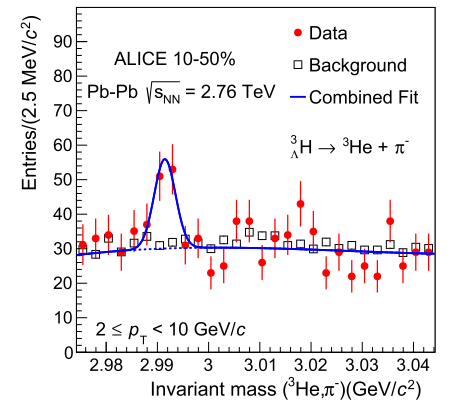 Entries/(2.5 MeV/c²)
90
80
70
60
50
40
30
20
10
0
ALICE 10-50%
Pb-Pb √sNN = 2.76 TeV
Data
Background
Combined Fit
³ΛH → ³He + π⁻
2 ≤ pT < 10 GeV/c
2.98 2.99 3 3.01 3.02 3.03 3.04
Invariant mass (³He,π⁻)(GeV/c²)